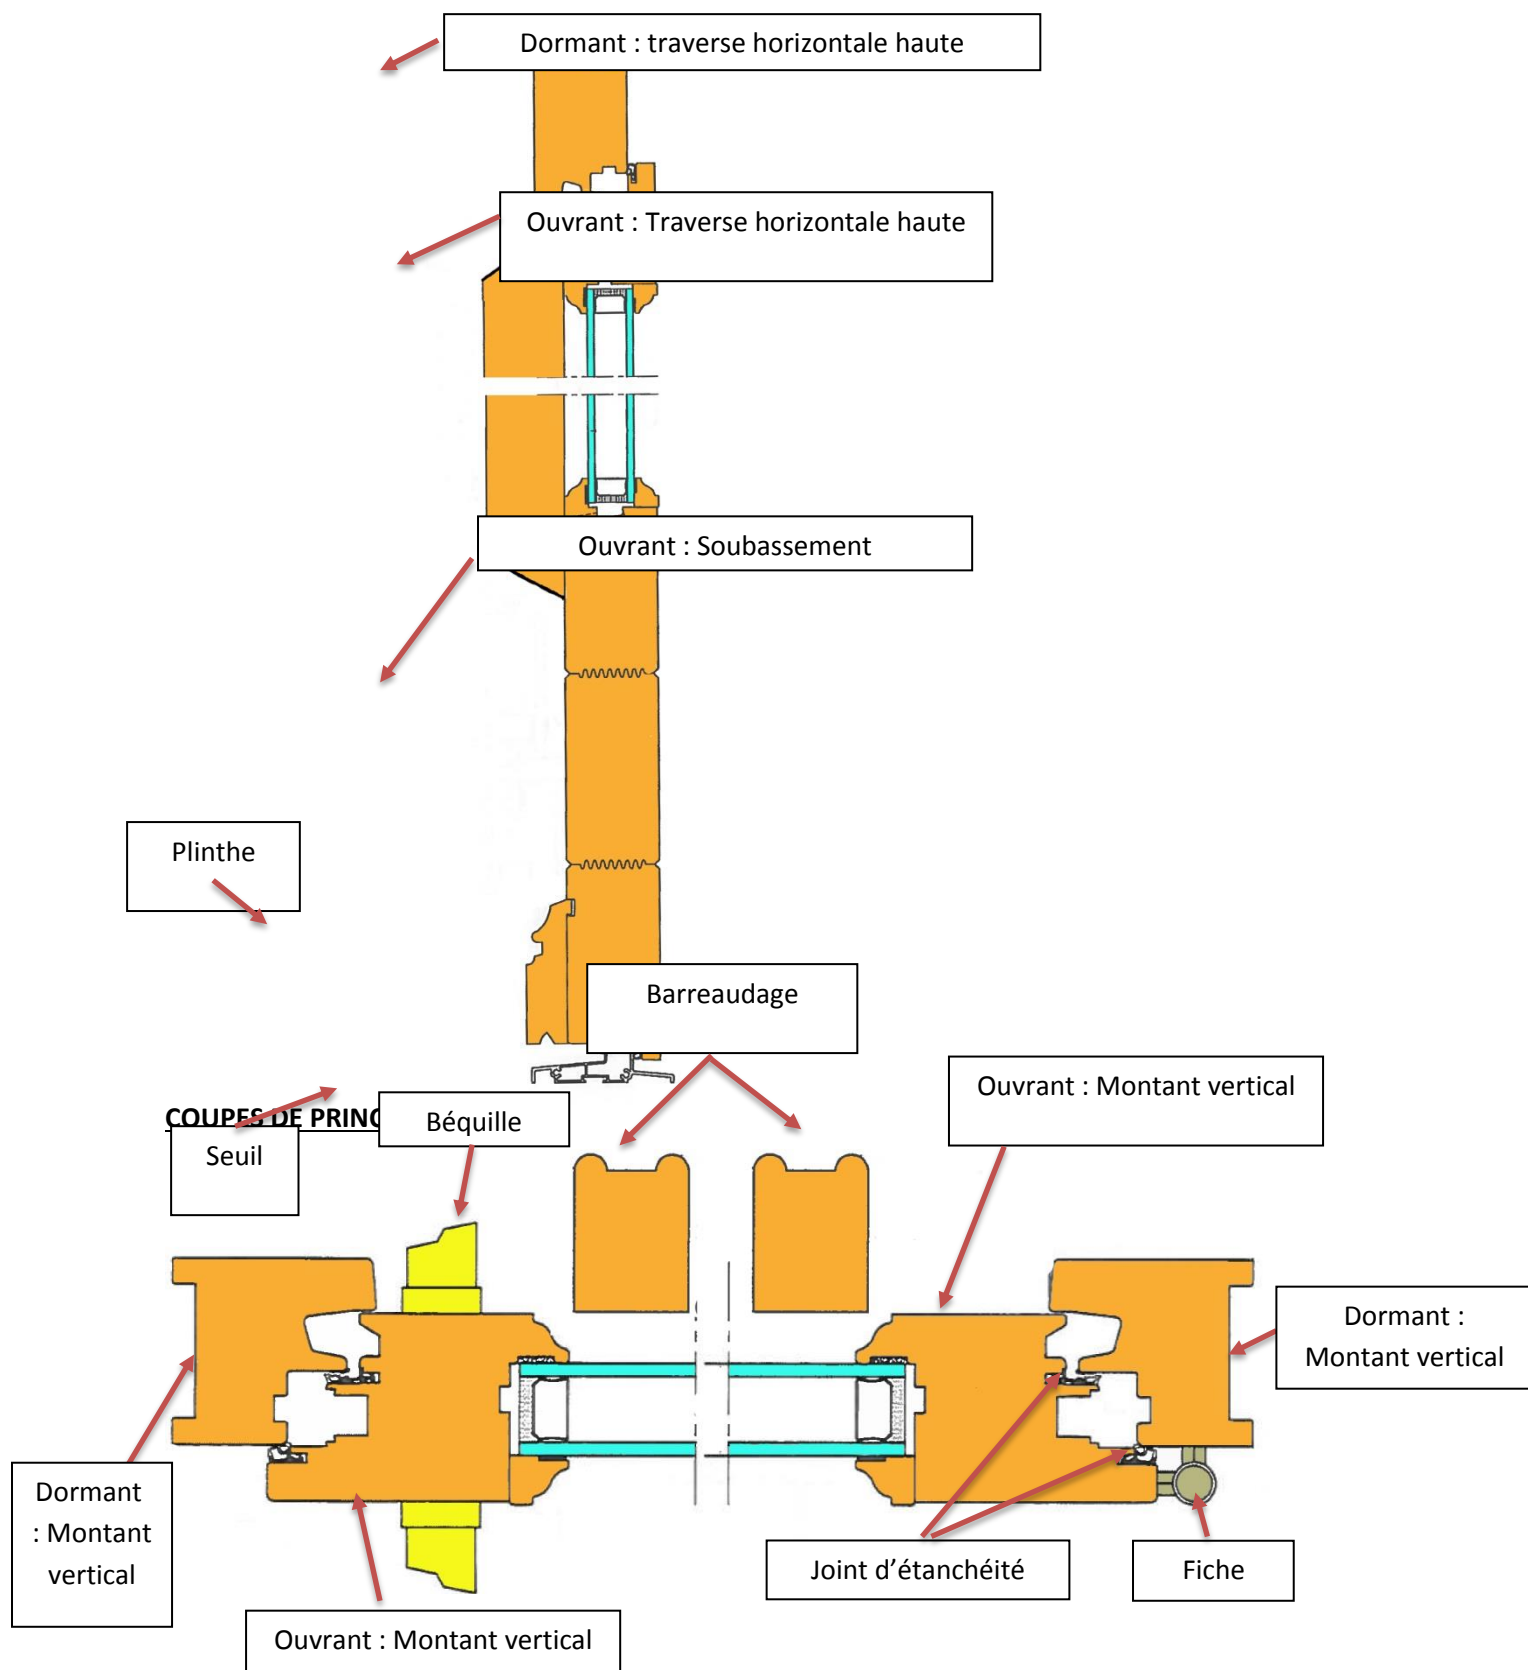 Dormant : traverse horizontale haute
Ouvrant : Traverse horizontale haute
Ouvrant : Soubassement
Plinthe
Barreaudage
Ouvrant : Montant vertical
COUPES DE PRINC
Béquille
Seuil
Dormant :
Montant vertical
Dormant
: Montant
vertical
Joint d’étanchéité
Fiche
Ouvrant : Montant vertical